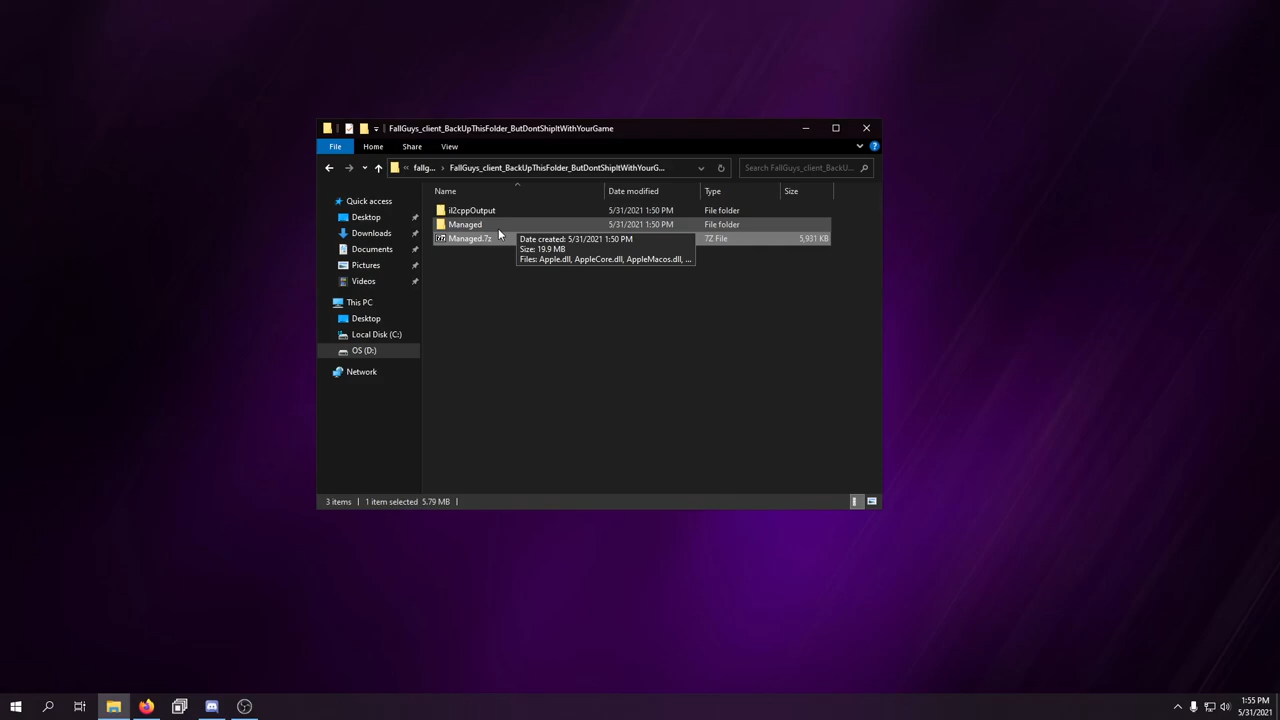 FallGuys_client_BackUpThisFolder_ButDontShipItWithYourGame
File Home Share View
fallg... FallGuys_client_BackUpThisFolder_ButDontShipItWithYourG... Search FallGuys_client_BackU...
Name Date modified Type Size
Quick access
Desktop
Downloads
Documents
Pictures
Videos
This PC
Desktop
Local Disk (C:)
OS (D:)
Network
il2cppOutput 5/31/2021 1:50 PM File folder
Managed 5/31/2021 1:50 PM File folder
Managed.7z 7Z File 5,931 KB
Date created: 5/31/2021 1:50 PM
Size: 19.9 MB
Files: Apple.dll, AppleCore.dll, AppleMacos.dll, ...
3 items 1 item selected 5.79 MB
1:55 PM
5/31/2021